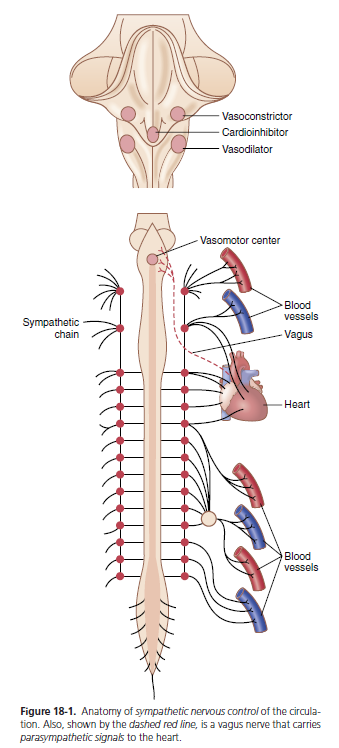 Vasoconstrictor
Cardioinhibitor
Vasodilator
Vasomotor center
Blood
vessels
Sympathetic
chain
Vagus
Heart
Blood
vessels
Figure 18-1. Anatomy of sympathetic nervous control of the circula-
tion. Also, shown by the dashed red line, is a vagus nerve that carries
parasympathetic signals to the heart.